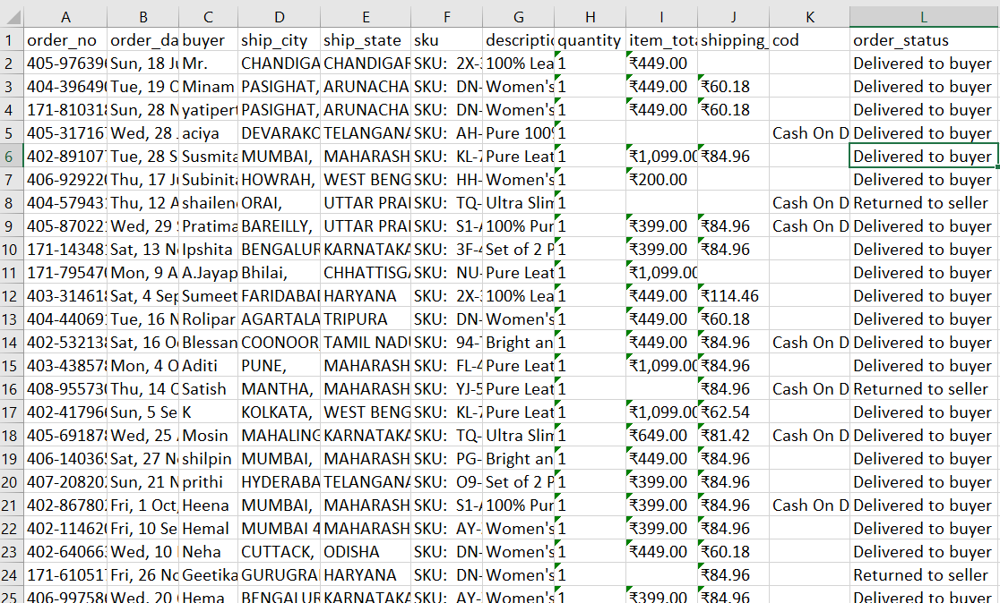 A B C D E F G H I J K L
1 order_no order_da buyer ship_city ship_state sku descriptio quantity item_tota shipping_ cod order_status
2 405-97639 Sun, 18 Ju Mr. CHANDIGA CHANDIGAR SKU: 2X-3 100% Lea 1 ₹449.00 Delivered to buyer
3 404-39649 Tue, 19 O Minam PASIGHAT, ARUNACHA SKU: DN- Women's 1 ₹449.00 ₹60.18 Delivered to buyer
4 171-81031 Sun, 28 N yatipert PASIGHAT, ARUNACHA SKU: DN- Women's 1 ₹449.00 ₹60.18 Delivered to buyer
5 405-31716 Wed, 28 aciya DEVARAKO TELANGANA SKU: AH- Pure 100% 1 Cash On D Delivered to buyer
6 402-89107 Tue, 28 S Susmita MUMBAI, MAHARASH SKU: KL-7 Pure Leat 1 ₹1,099.00 ₹84.96 Delivered to buyer
7 406-92922 Thu, 17 Ju Subinita HOWRAH, WEST BENG SKU: HH- Women's 1 ₹200.00 Delivered to buyer
8 404-57943 Thu, 12 A shailen ORAI, UTTAR PRA SKU: TQ- Ultra Slim 1 Cash On D Returned to seller
9 405-87022 Wed, 29 Pratima BAREILLY, UTTAR PRA SKU: S1-A 100% Pur 1 ₹399.00 ₹84.96 Cash On D Delivered to buyer
10 171-14348 Sat, 13 N Ipshita BENGALUR KARNATAKA SKU: 3F-4 Set of 2 P 1 ₹399.00 ₹84.96 Delivered to buyer
11 171-79547 Mon, 9 A A.Jayap Bhilai, CHHATTISGA SKU: NU- Pure Leat 1 ₹1,099.00 Delivered to buyer
12 403-31461 Sat, 4 Sep Sumeet FARIDABAD HARYANA SKU: 2X-3 100% Lea 1 ₹449.00 ₹114.46 Delivered to buyer
13 404-44069 Tue, 16 N Rolipar AGARTALA TRIPURA SKU: DN- Women's 1 ₹449.00 ₹60.18 Delivered to buyer
14 402-53213 Sat, 16 O Blessan COONOOR TAMIL NADU SKU: 94- Bright an 1 ₹449.00 ₹84.96 Cash On D Delivered to buyer
15 403-43857 Mon, 4 O Aditi PUNE, MAHARASH SKU: FL-4 Pure Leat 1 ₹1,099.00 ₹84.96 Delivered to buyer
16 408-95573 Thu, 14 O Satish MANTHA, MAHARASH SKU: YJ-5 Pure Leat 1 ₹84.96 Cash On D Returned to seller
17 402-41796 Sun, 5 Se K KOLKATA, WEST BENG SKU: KL-7 Pure Leat 1 ₹1,099.00 ₹62.54 Delivered to buyer
18 405-69187 Wed, 25 Mosin MAHALING KARNATAKA SKU: TQ- Ultra Slim 1 ₹649.00 ₹81.42 Cash On D Delivered to buyer
19 406-14036 Sat, 27 N shilpin MUMBAI, MAHARASH SKU: PG- Bright an 1 ₹449.00 ₹84.96 Delivered to buyer
20 407-20820 Sun, 21 N prithi HYDERABA TELANGANA SKU: O9- Set of 2 P 1 ₹399.00 ₹84.96 Delivered to buyer
21 402-86780 Fri, 1 Oct, Heena MUMBAI, MAHARASH SKU: S1-A 100% Pur 1 ₹399.00 ₹84.96 Cash On D Delivered to buyer
22 402-11462 Fri, 10 Se Hemal MUMBAI 4 MAHARASH SKU: AY- Women's 1 ₹399.00 ₹84.96 Delivered to buyer
23 402-64066 Wed, 10 Neha CUTTACK, ODISHA SKU: DN- Women's 1 ₹449.00 ₹60.18 Delivered to buyer
24 171-61051 Fri, 26 No Geetika GURUGRA HARYANA SKU: DN- Women's 1 ₹84.96 Returned to seller
25 406-99758 Wed, 20 Hema BENGALUR KARNATAKA SKU: AY- Women's 1 ₹399.00 ₹84.96 Delivered to buyer